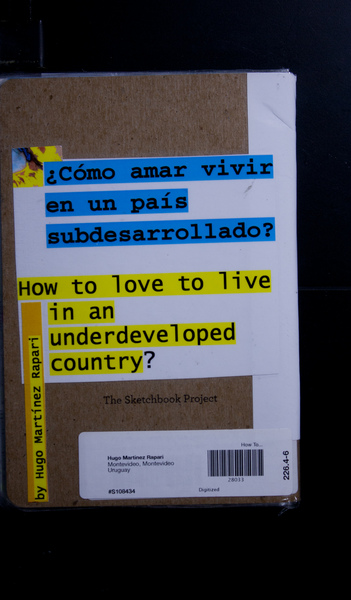 ¿Cómo amar vivir
en un país
subdesarrollado?
How to love to live
in an
underdeveloped
country?
by Hugo Martínez Rapari
The Sketchbook Project
How To...
Hugo Martinez Rapari
Montevideo, Montevideo
Uruguay
28011
#S108434
Digitized
226.4-6